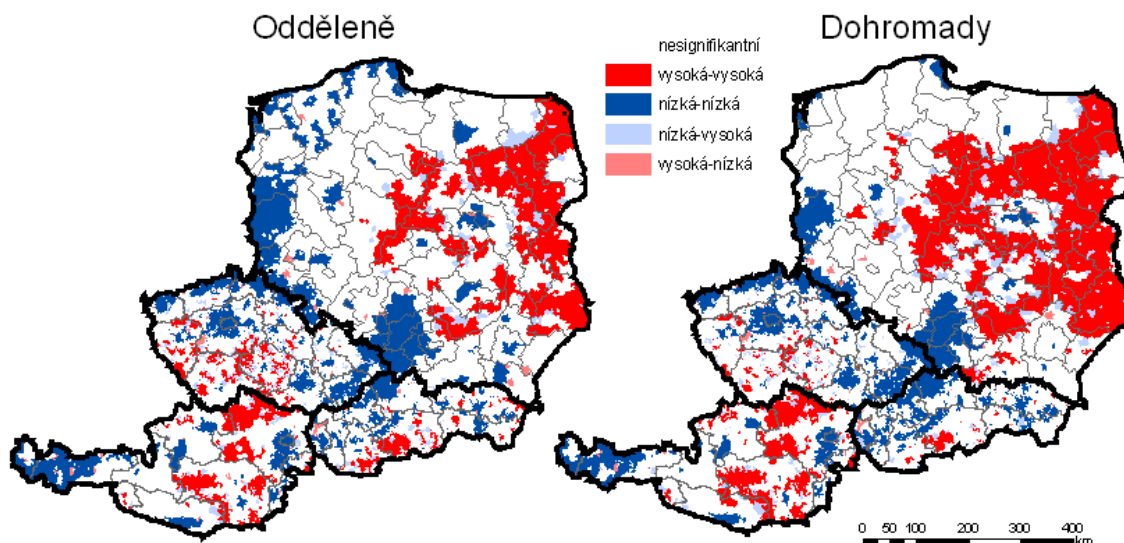 Odděleně
Dohromady
nesignifikantní
vysoká-vysoká
nízká-nízká
nízká-vysoká
vysoká-nízká
0 50 100 200 300 400
km